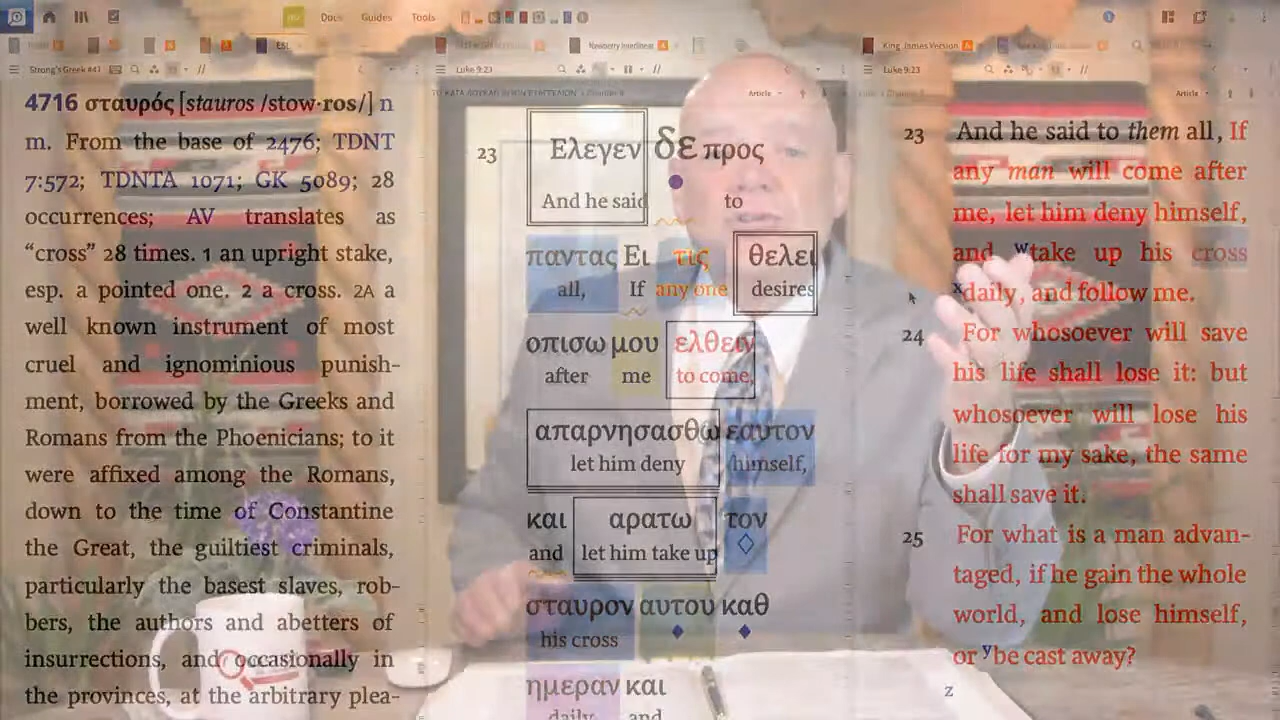 Docs Guides Tools
ESL
Newberry Interlinear
King James Version
Strong's Greek #41
Luke 9:23
Luke 9:23
Article
Article
4716 σταυρός [stauros /stow·ros/] n
m. From the base of 2476; TDNT
7:572; TDNTA 1071; GK 5089; 28
occurrences; AV translates as
“cross” 28 times. 1 an upright stake,
esp. a pointed one. 2 a cross. 2A a
well known instrument of most
cruel and ignominious punish-
ment, borrowed by the Greeks and
Romans from the Phoenicians; to it
were affixed among the Romans,
down to the time of Constantine
the Great, the guiltiest criminals,
particularly the basest slaves, rob-
bers, the authors and abetters of
insurrections, and occasionally in
the provinces, at the arbitrary plea-
23 Ελεγεν δε προς
And he said to
παντας Ει τις θελει
all, If any one desires
οπισω μου ελθειν
after me to come,
απαρνησασθω εαυτον
let him deny himself,
και αρατω τον
and let him take up
σταυρον αυτου καθ
his cross
ημεραν και
daily and
23 And he said to them all, If
any man will come after
me, let him deny himself,
and w take up his cross
x daily, and follow me.
24 For whosoever will save
his life shall lose it: but
whosoever will lose his
life for my sake, the same
shall save it.
25 For what is a man advan-
taged, if he gain the whole
world, and lose himself,
or y be cast away?
z